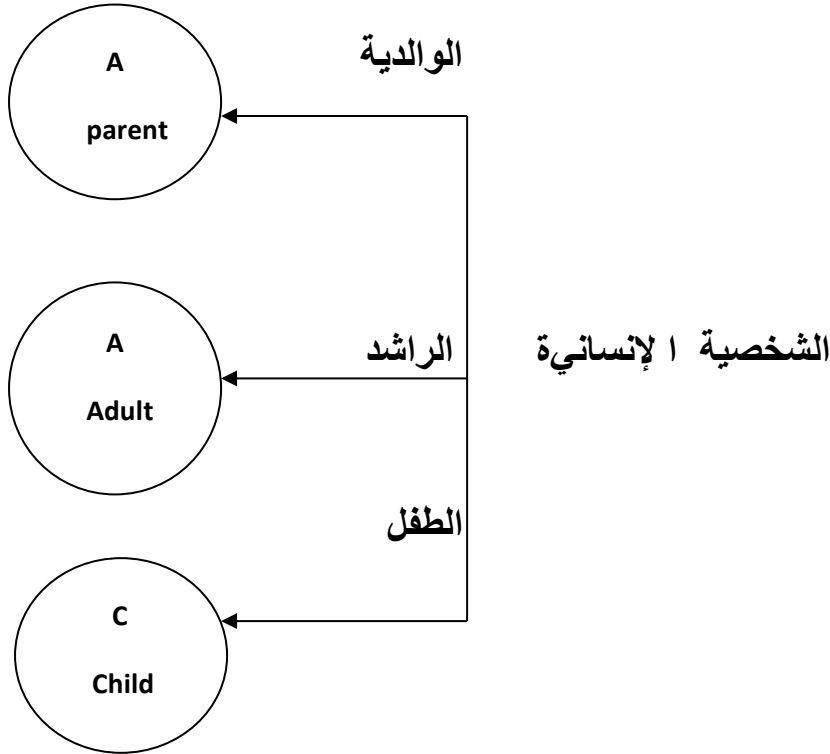 A
الوالدية
parent
A
الشخصية ا لإنسانية
الراشد
Adult
الطفل
C
Child